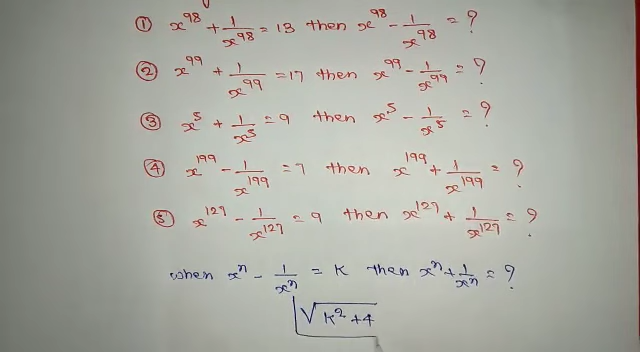 ① x^98 + 1/x^98 = 13 then x^98 - 1/x^98 = ?
② x^99 + 1/x^99 = 17 then x^99 - 1/x^99 = ?
③ x^5 + 1/x^5 = 9 then x^5 - 1/x^5 = ?
④ x^199 - 1/x^199 = 7 then x^199 + 1/x^199 = ?
⑤ x^127 - 1/x^127 = 9 then x^127 + 1/x^127 = ?
when x^n - 1/x^n = K then x^n + 1/x^n = ?
√(K^2 + 4)